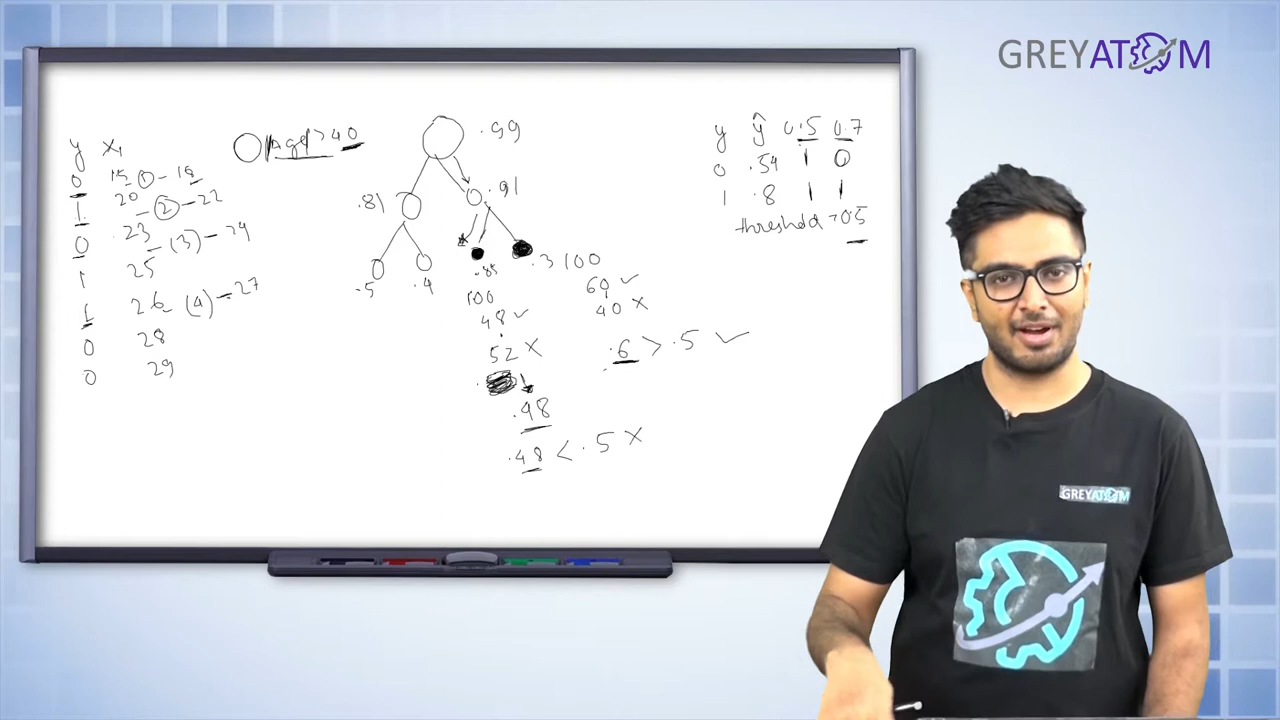 GREYATOM
y x₁
0 15 (1) - 18
1 20 - (2) - 22
0 23 - (3) - 24
1 25
1 26 (4) - 27
0 28
0 29
Age > 40
.99
.81 .91
.5 .4 .3 100
100
48 ✓
52 X
.48
.48 < .5 X
60 ✓
40 X
.6 > .5 ✓
y ŷ 0.5 0.7
0 .54 1 0
1 .8 1 1
threshold = 0.5
GREYATOM